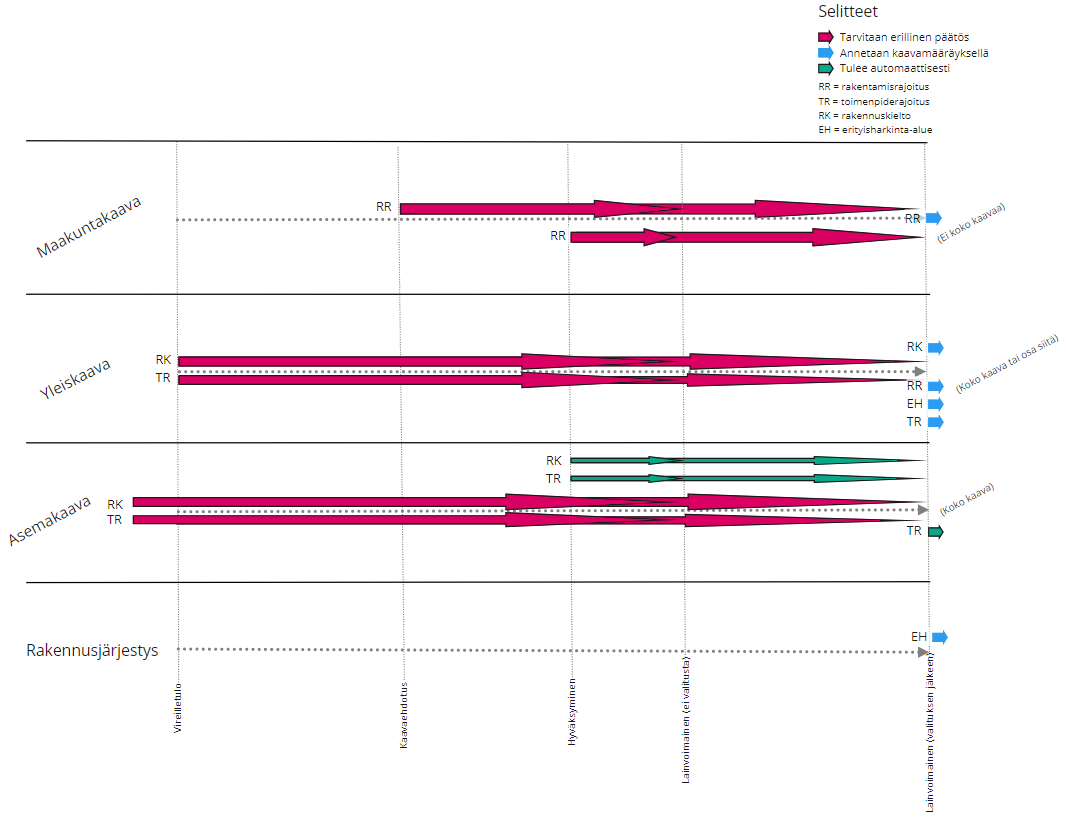 Selitteet
Tarvitaan erillinen päätös
Annetaan kaavamääräyksellä
Tulee automaattisesti
RR = rakentamisrajoitus
TR = toimenpiderajoitus
RK = rakennuskielto
EH = erityisharkinta-alue
Maakuntakaava
RR
RR
RR
(Ei koko kaavaa)
Yleiskaava
RK
TR
RK
RR
EH
TR
(Koko kaava tai osa siitä)
Asemakaava
RK
TR
RK
TR
TR
(Koko kaava)
Rakennusjärjestys
EH
Vireilletulo
Kaavaehdotus
Hyväksyminen
Lainvoimainen (ei valitusta)
Lainvoimainen (valituksen jälkeen)